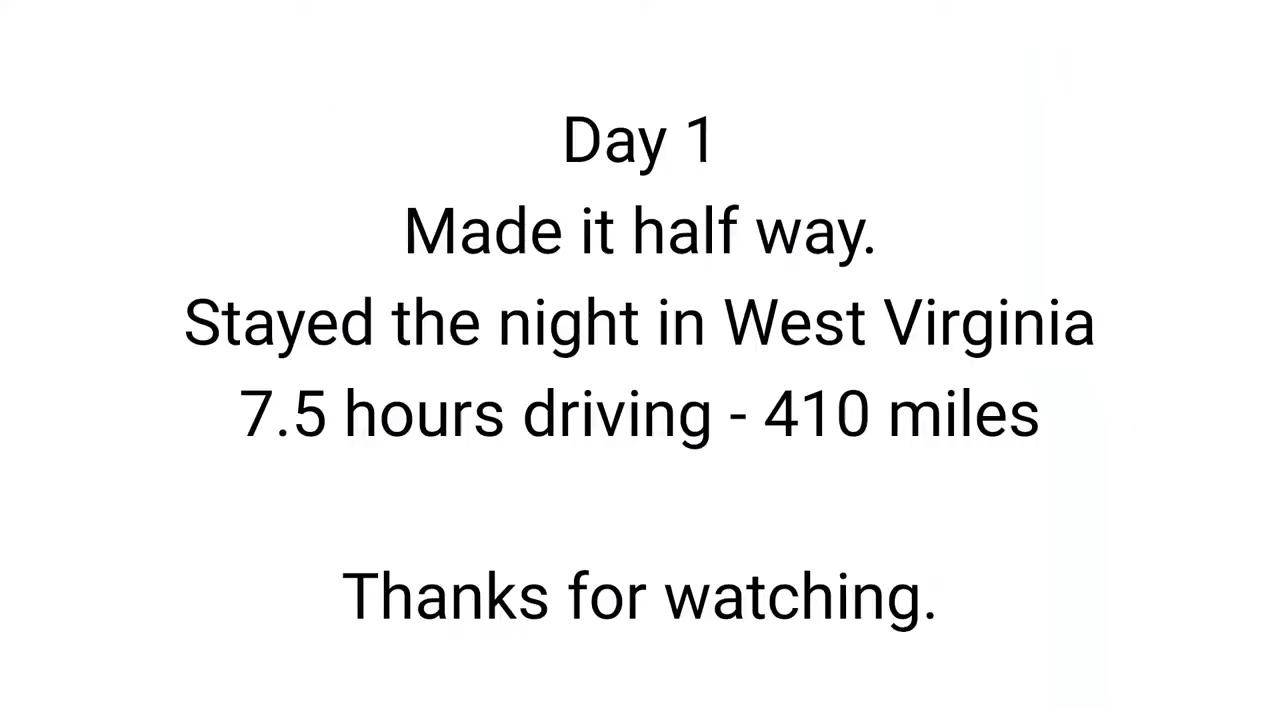 Day 1
Made it half way.
Stayed the night in West Virginia
7.5 hours driving - 410 miles
Thanks for watching.